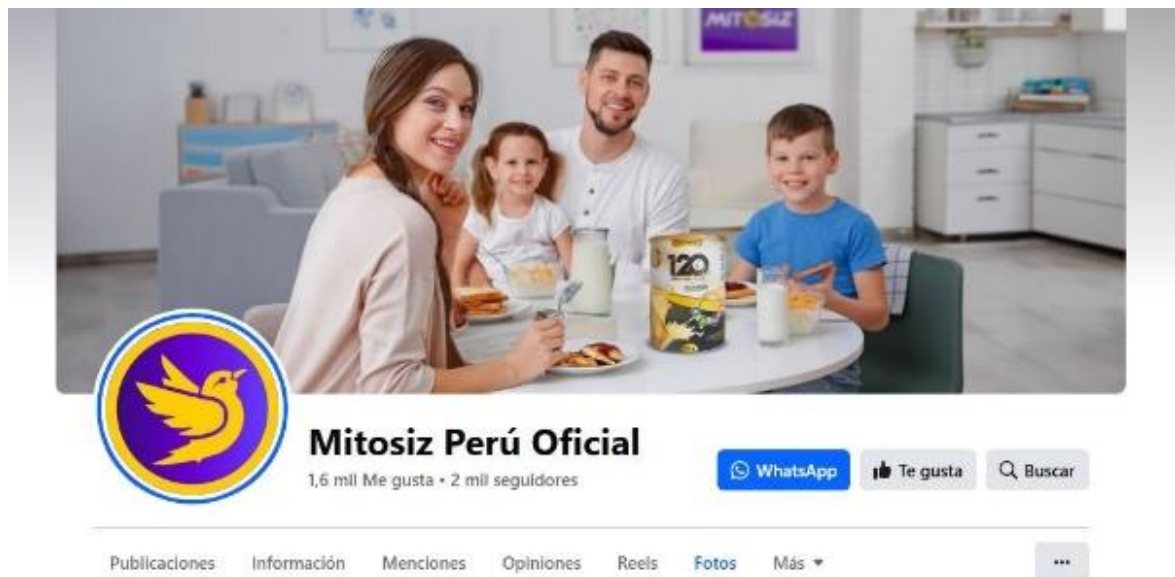 MITOSIZ
120
Mitosiz Perú Oficial
1,6 mil Me gusta • 2 mil seguidores
WhatsApp
Te gusta
Buscar
Publicaciones Información Menciones Opiniones Reels Fotos Más